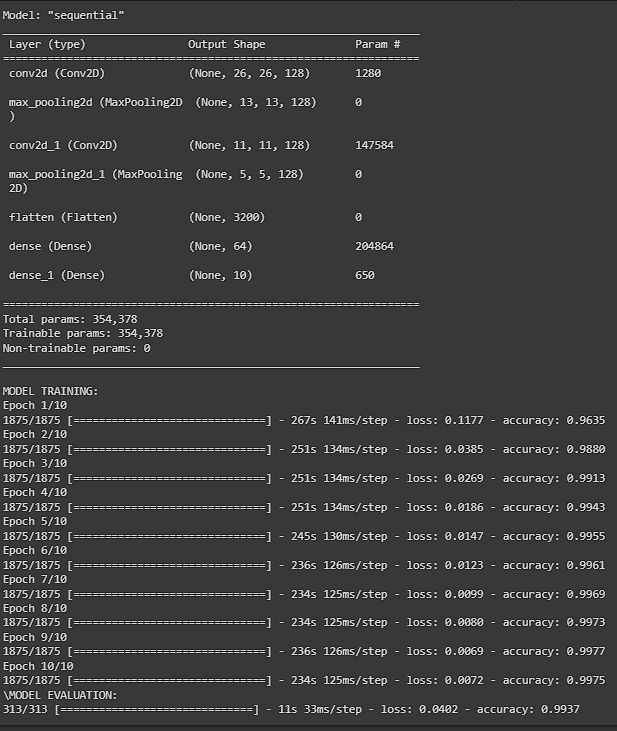 Model: "sequential"
_________________________________________________________________
Layer (type) Output Shape Param #
=================================================================
conv2d (Conv2D) (None, 26, 26, 128) 1280
max_pooling2d (MaxPooling2D (None, 13, 13, 128) 0
)
conv2d_1 (Conv2D) (None, 11, 11, 128) 147584
max_pooling2d_1 (MaxPooling (None, 5, 5, 128) 0
2D)
flatten (Flatten) (None, 3200) 0
dense (Dense) (None, 64) 204864
dense_1 (Dense) (None, 10) 650
=================================================================
Total params: 354,378
Trainable params: 354,378
Non-trainable params: 0
_________________________________________________________________
MODEL TRAINING:
Epoch 1/10
1875/1875 [==============================] - 267s 141ms/step - loss: 0.1177 - accuracy: 0.9635
Epoch 2/10
1875/1875 [==============================] - 251s 134ms/step - loss: 0.0385 - accuracy: 0.9880
Epoch 3/10
1875/1875 [==============================] - 251s 134ms/step - loss: 0.0269 - accuracy: 0.9913
Epoch 4/10
1875/1875 [==============================] - 251s 134ms/step - loss: 0.0186 - accuracy: 0.9943
Epoch 5/10
1875/1875 [==============================] - 245s 130ms/step - loss: 0.0147 - accuracy: 0.9955
Epoch 6/10
1875/1875 [==============================] - 236s 126ms/step - loss: 0.0123 - accuracy: 0.9961
Epoch 7/10
1875/1875 [==============================] - 234s 125ms/step - loss: 0.0099 - accuracy: 0.9969
Epoch 8/10
1875/1875 [==============================] - 234s 125ms/step - loss: 0.0080 - accuracy: 0.9973
Epoch 9/10
1875/1875 [==============================] - 236s 126ms/step - loss: 0.0069 - accuracy: 0.9977
Epoch 10/10
1875/1875 [==============================] - 234s 125ms/step - loss: 0.0072 - accuracy: 0.9975
\MODEL EVALUATION:
313/313 [==============================] - 11s 33ms/step - loss: 0.0402 - accuracy: 0.9937